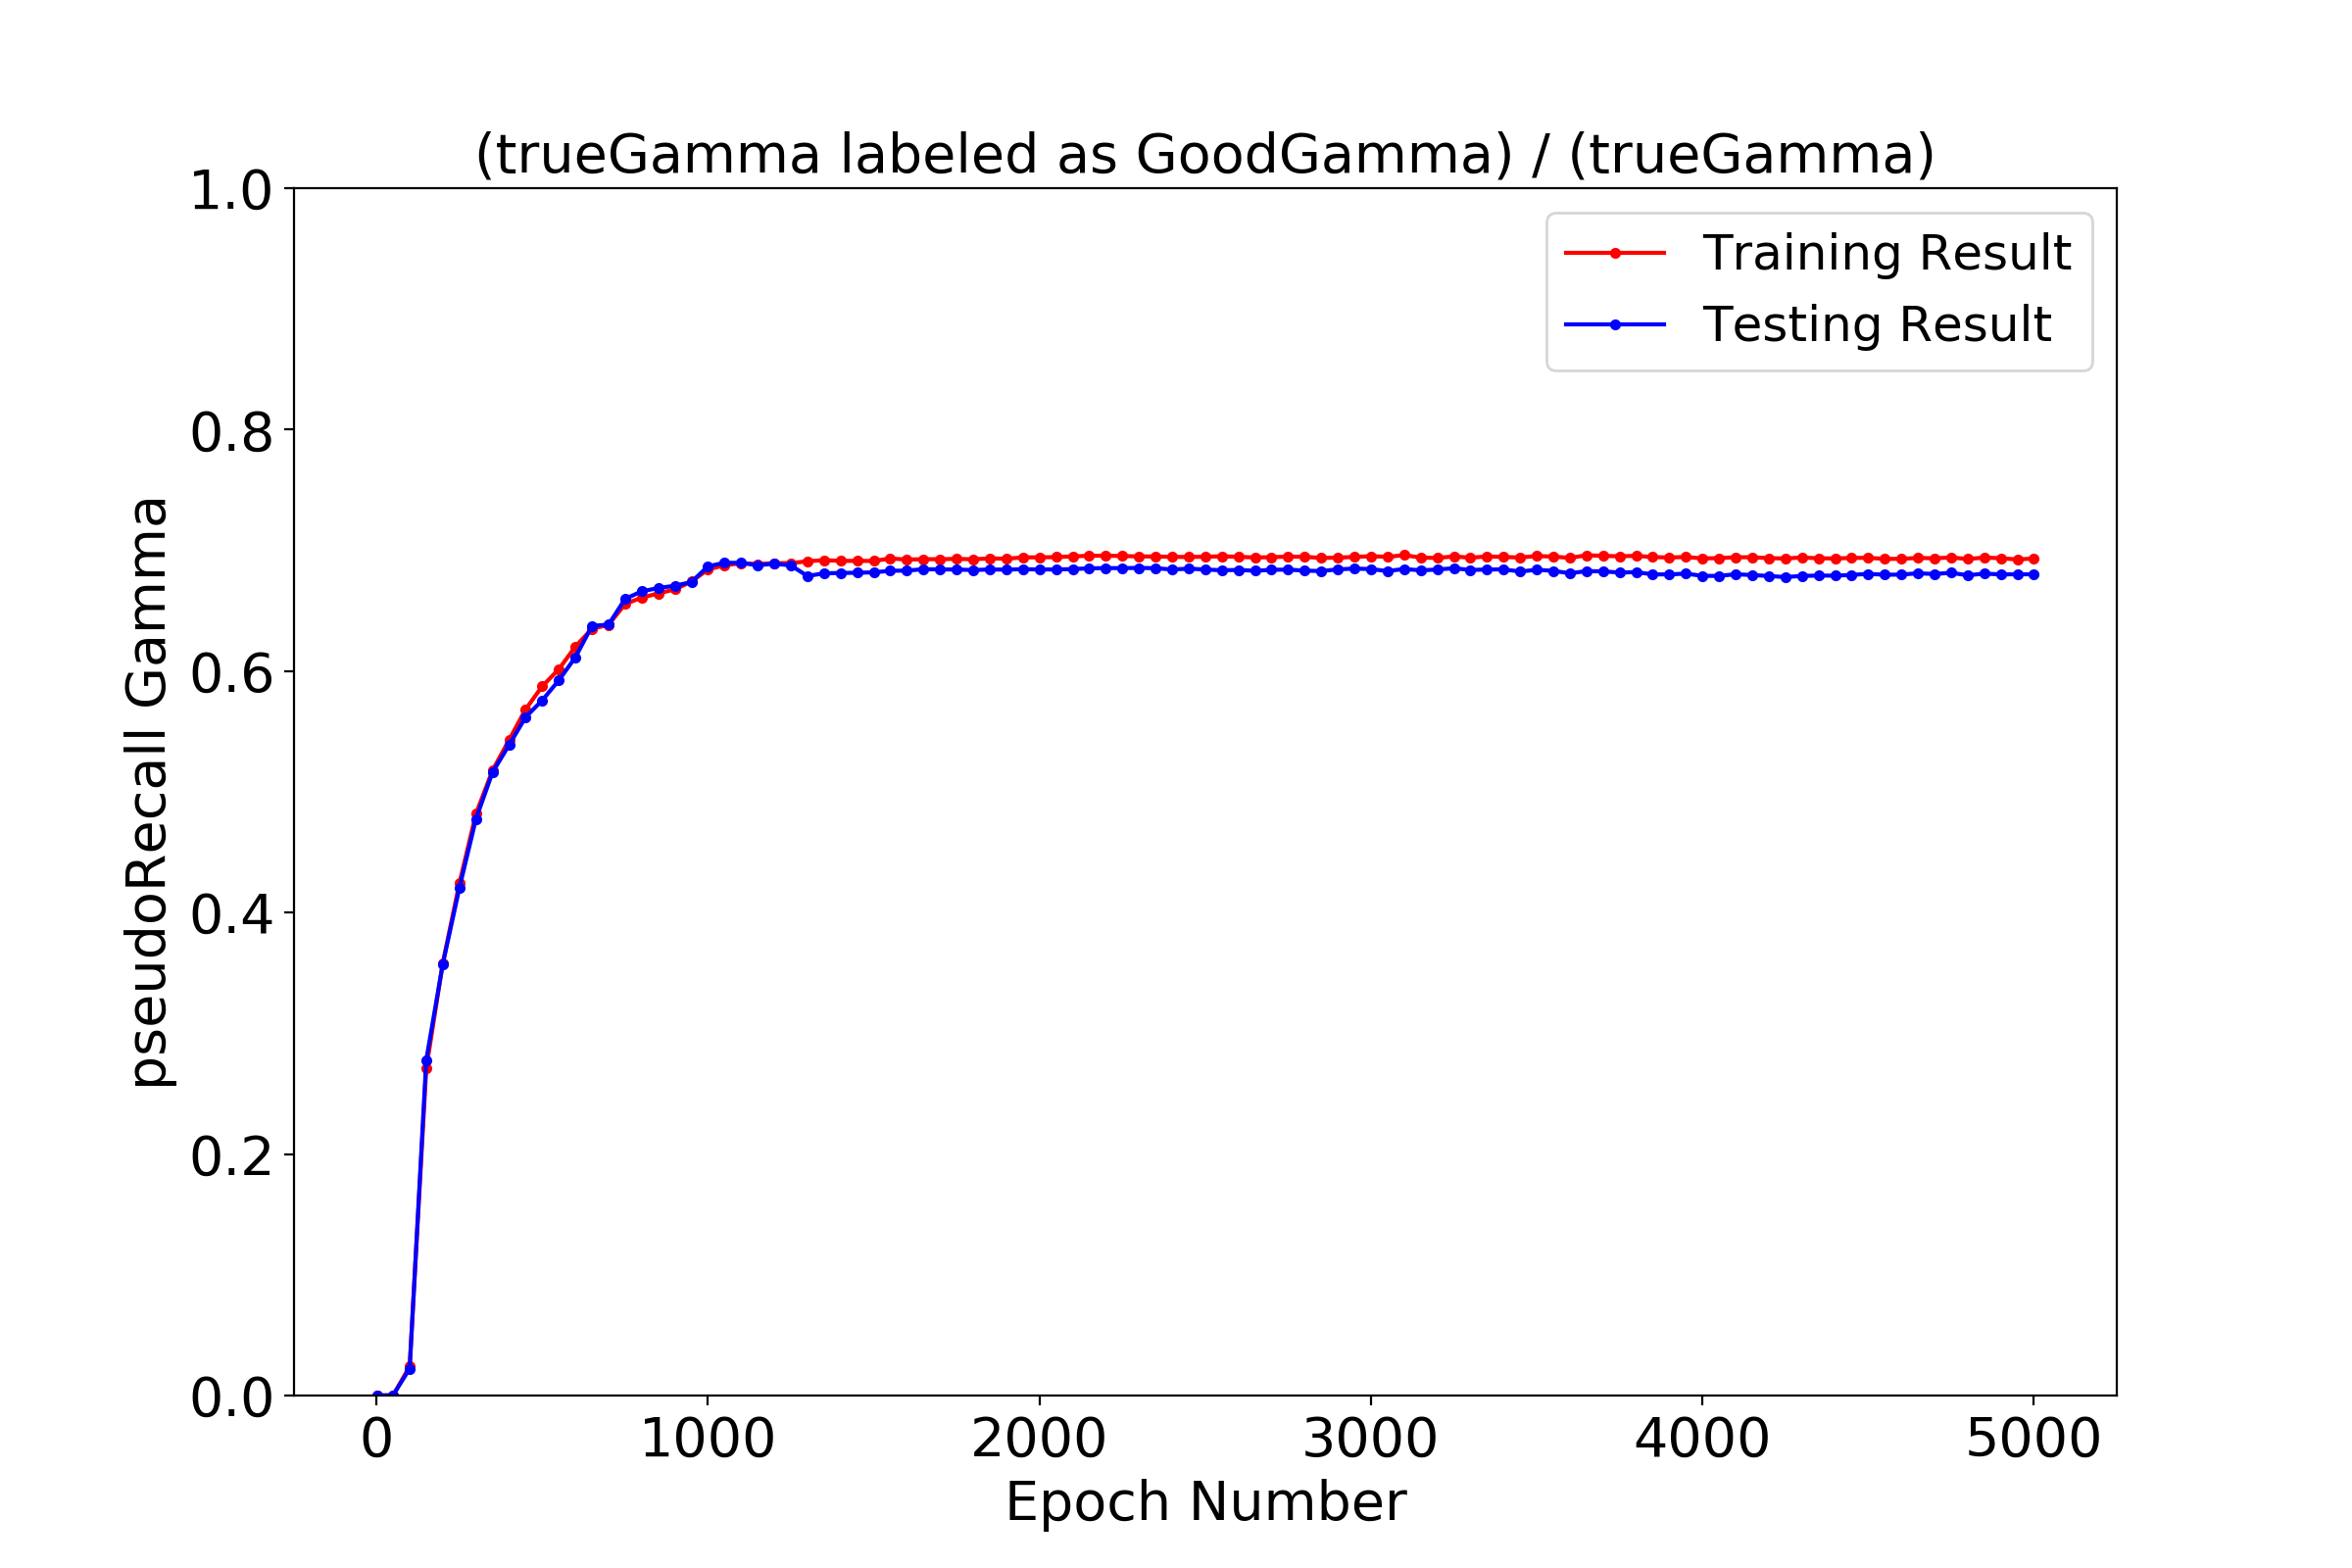 (trueGamma labeled as GoodGamma) / (trueGamma)
1.0
0.8
0.6
0.4
0.2
0.0
pseudoRecall Gamma
Training Result
Testing Result
0 1000 2000 3000 4000 5000
Epoch Number